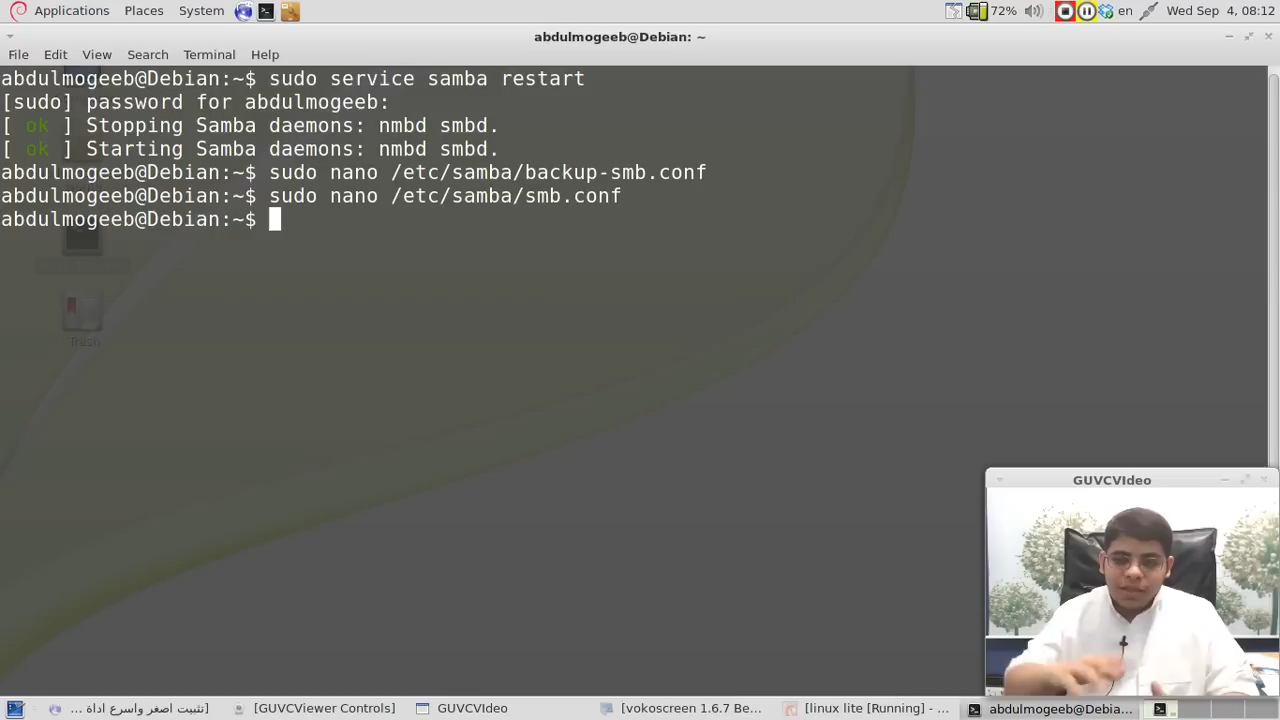 Applications Places System 72% en Wed Sep 4, 08:12
abdulmogeeb@Debian: ~
File Edit View Search Terminal Help
abdulmogeeb@Debian:~$ sudo service samba restart
[sudo] password for abdulmogeeb:
[ ok ] Stopping Samba daemons: nmbd smbd.
[ ok ] Starting Samba daemons: nmbd smbd.
abdulmogeeb@Debian:~$ sudo nano /etc/samba/backup-smb.conf
abdulmogeeb@Debian:~$ sudo nano /etc/samba/smb.conf
abdulmogeeb@Debian:~$
Trash
GUVCVIdeo
تثبيت اصغر واسرع اداة ... [GUVCViewer Controls] GUVCVIdeo [vokoscreen 1.6.7 Be... [linux lite [Running] - ... abdulmogeeb@Debia...